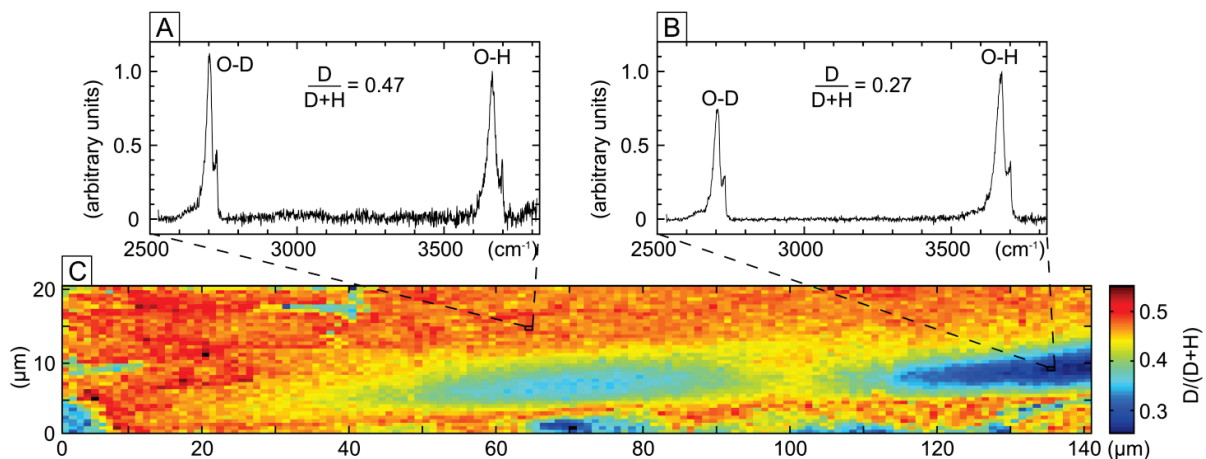 A
B
O-D
D/D+H = 0.47
O-H
O-D
D/D+H = 0.27
O-H
(arbitrary units)
1.0
0.5
0
2500
3000
3500
(cm⁻¹)
(arbitrary units)
1.0
0.5
0
2500
3000
3500
(cm⁻¹)
C
(µm)
20
10
0
0
20
40
60
80
100
120
140
(µm)
0.5
0.4
0.3
D/(D+H)